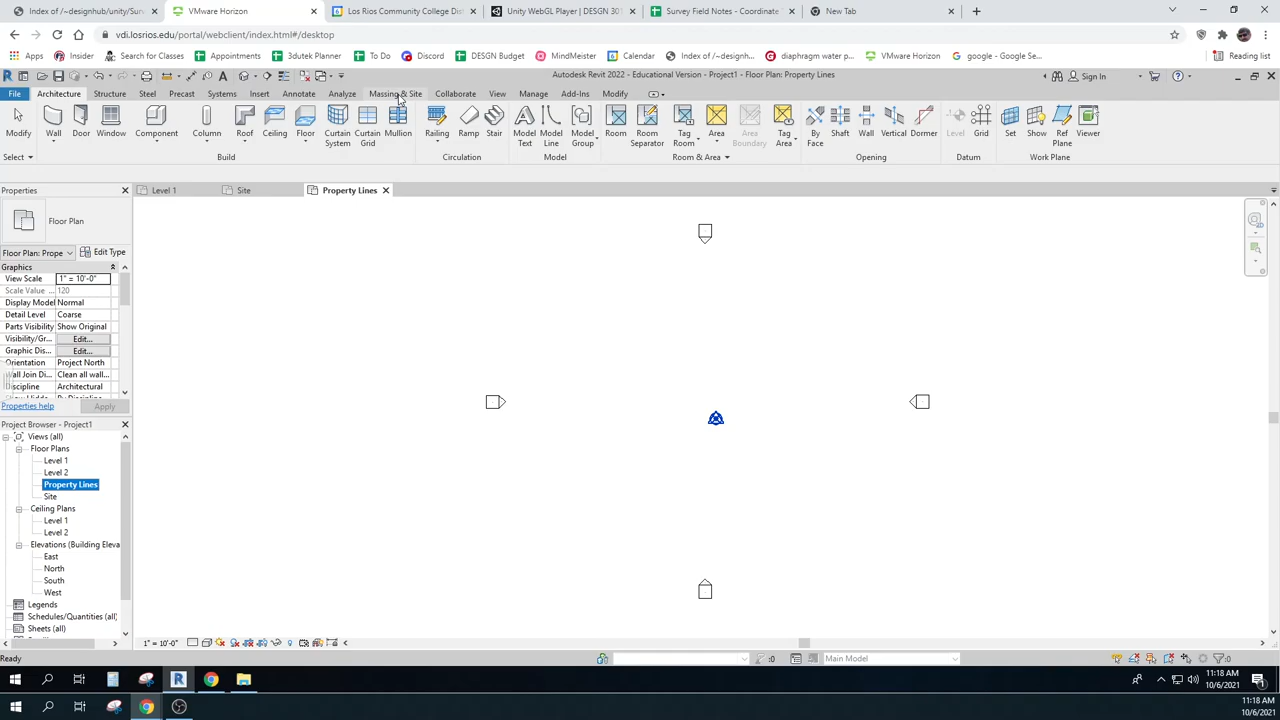 Index of /~designhub/unity/Surv
VMware Horizon
Los Rios Community College Dist
Unity WebGL Player | DESGN 301
Survey Field Notes - Coordinate
New Tab
vdi.losrios.edu/portal/webclient/index.html#/desktop
Apps
Insider
Search for Classes
Appointments
3dutek Planner
To Do
Discord
DESGN Budget
MindMeister
Calendar
Index of /~designh...
diaphragm water p...
VMware Horizon
google - Google Se...
Reading list
Autodesk Revit 2022 - Educational Version - Project1 - Floor Plan: Property Lines
Sign In
File
Architecture
Structure
Steel
Precast
Systems
Insert
Annotate
Analyze
Massing & Site
Collaborate
View
Manage
Add-Ins
Modify
Modify
Wall
Door
Window
Component
Column
Roof
Ceiling
Floor
Curtain System
Curtain Grid
Mullion
Railing
Ramp
Stair
Model Text
Model Line
Model Group
Room
Room Separator
Tag Room
Area
Area Boundary
Tag Area
By Face
Shaft
Wall
Vertical
Dormer
Level
Grid
Set
Show
Ref Plane
Viewer
Select
Build
Circulation
Model
Room & Area
Opening
Datum
Work Plane
Properties
Level 1
Site
Property Lines
Floor Plan
Floor Plan: Prope
Edit Type
Graphics
View Scale
1" = 10'-0"
Scale Value ...
120
Display Model
Normal
Detail Level
Coarse
Parts Visibility
Show Original
Visibility/Gr...
Edit...
Graphic Dis...
Edit...
Orientation
Project North
Wall Join Di...
Clean all wall...
Discipline
Architectural
Properties help
Apply
Project Browser - Project1
Views (all)
Floor Plans
Level 1
Level 2
Property Lines
Site
Ceiling Plans
Level 1
Level 2
Elevations (Building Eleva
East
North
South
West
Legends
Schedules/Quantities (all)
Sheets (all)
1" = 10'-0"
Ready
:0
Main Model
:0
11:18 AM
10/6/2021
11:18 AM
10/6/2021